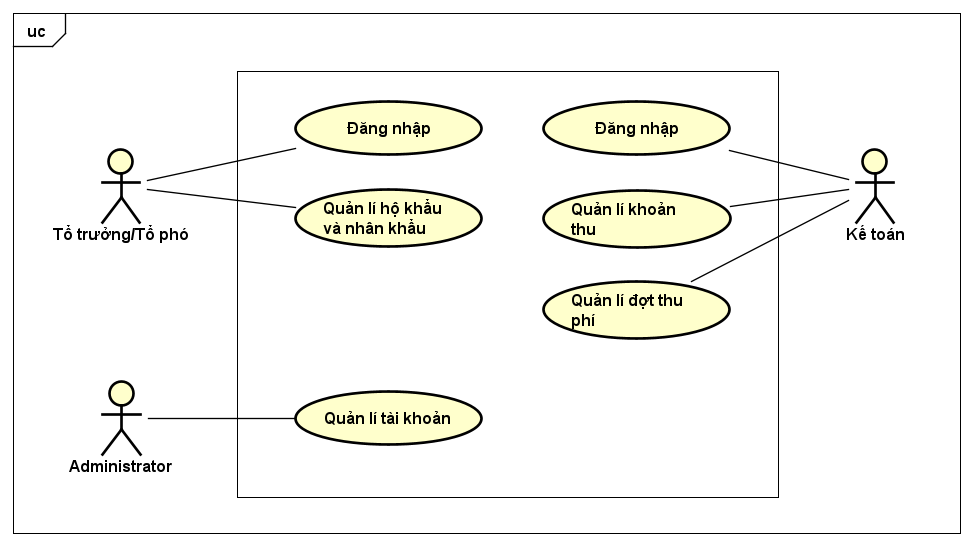 uc
Đăng nhập
Đăng nhập
Quản lí hộ khẩu
và nhân khẩu
Quản lí khoản
thu
Tổ trưởng/Tổ phó
Kế toán
Quản lí đợt thu
phí
Quản lí tài khoản
Administrator